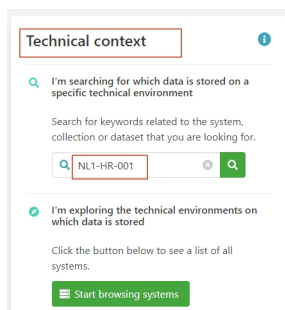 Technical context
I'm searching for which data is stored on a
specific technical environment
Search for keywords related to the system,
collection or dataset that you are looking for.
NL1-HR-001
I'm exploring the technical environments on
which data is stored
Click the button below to see a list of all
systems.
Start browsing systems